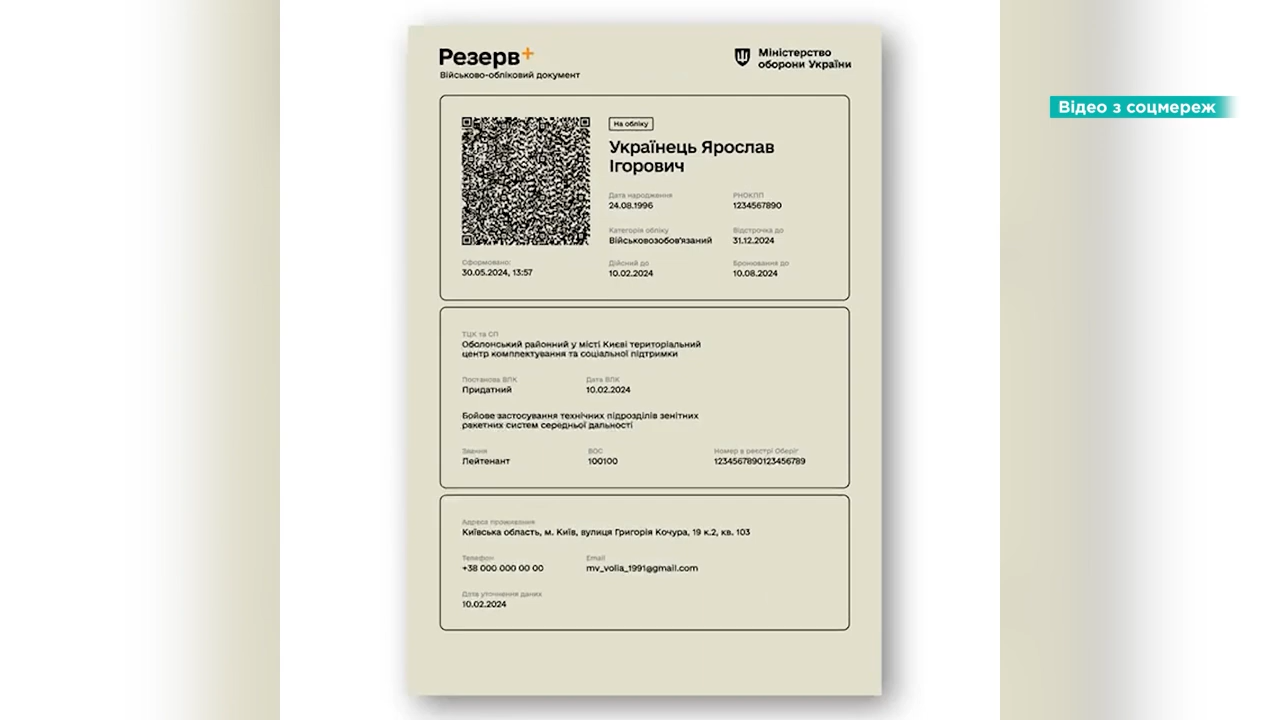 Резерв+
Військово-обліковий документ
Міністерство
оборони України
Відео з соцмереж
На обліку
Українець Ярослав
Ігорович
Дата народження
РНОКПП
24.08.1996
1234567890
Категорія обліку
Відстрочка до
Військовозобов'язаний
31.12.2024
Сформовано:
Дійсний до
Бронювання до
30.05.2024, 13:57
10.02.2024
10.08.2024
ТЦК та СП
Оболонський районний у місті Києві територіальний
центр комплектування та соціальної підтримки
Постанова ВЛК
Дата ВЛК
Придатний
10.02.2024
Бойове застосування технічних підрозділів зенітних
ракетних систем середньої дальності
Звання
ВОС
Номер в реєстрі Оберіг
Лейтенант
100100
1234567890123456789
Адреса проживання
Київська область, м. Київ, вулиця Григорія Кочура, 19 к.2, кв. 103
Телефон
Email
+38 000 000 00 00
mv_volia_1991@gmail.com
Дата уточнення даних
10.02.2024